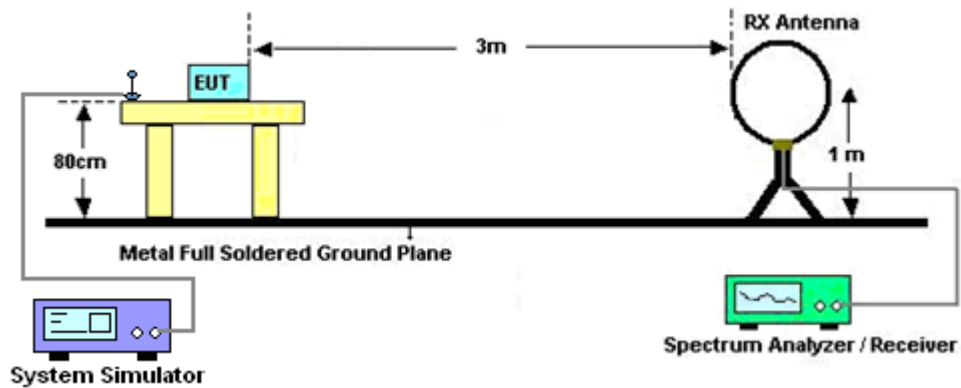 RX Antenna
3m
EUT
80cm
1 m
Metal Full Soldered Ground Plane
Spectrum Analyzer / Receiver
System Simulator